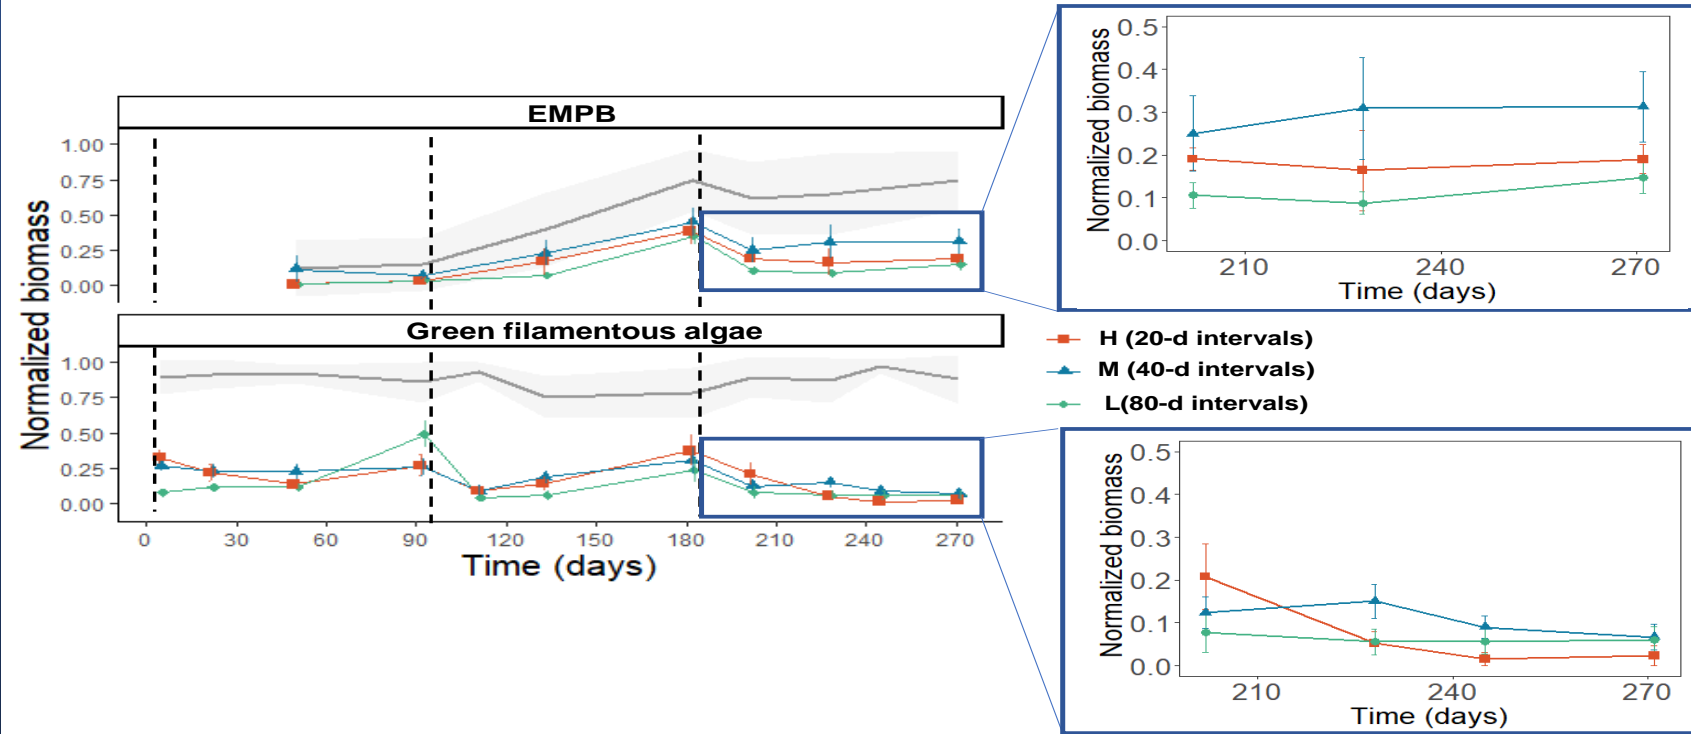 EMPB
Normalized biomass
1.00
0.75
0.50
0.25
0.00
Green filamentous algae
1.00
0.75
0.50
0.25
0.00
0 30 60 90 120 150 180 210 240 270
Time (days)
Normalized biomass
0.5
0.4
0.3
0.2
0.1
0.0
210 240 270
Time (days)
H (20-d intervals)
M (40-d intervals)
L(80-d intervals)
Normalized biomass
0.5
0.4
0.3
0.2
0.1
0.0
210 240 270
Time (days)